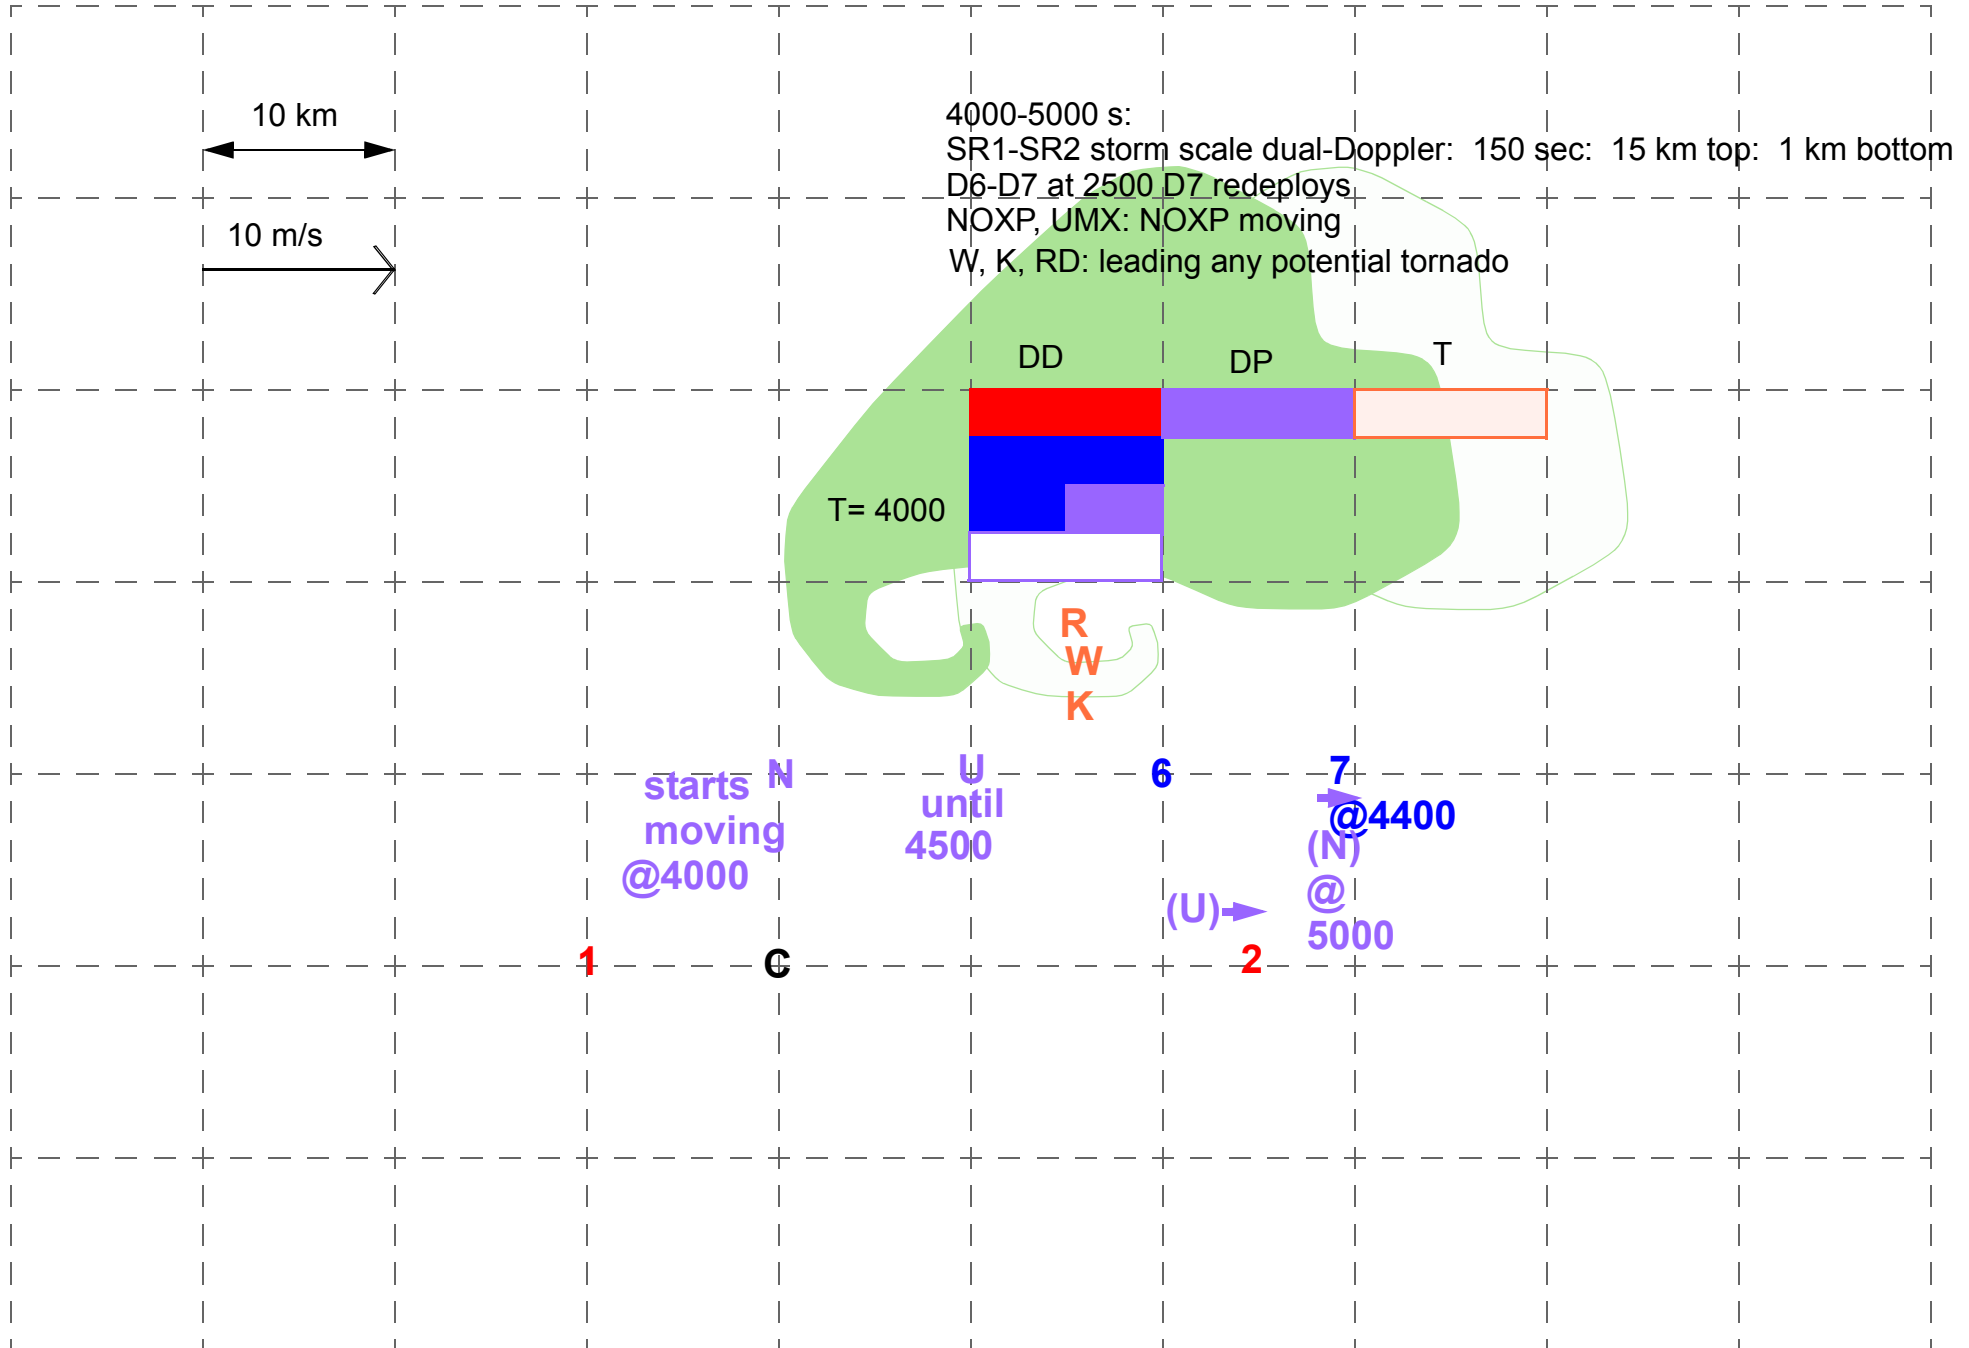 10 km
10 m/s
4000-5000 s:
SR1-SR2 storm scale dual-Doppler: 150 sec: 15 km top: 1 km bottom
D6-D7 at 2500 D7 redeploys
NOXP, UMX: NOXP moving
W, K, RD: leading any potential tornado
DD
DP
T
T= 4000
R
W
K
N
starts
moving
@4000
U
until
4500
6
7
@4400
(N)
@
5000
(U)
1
C
2